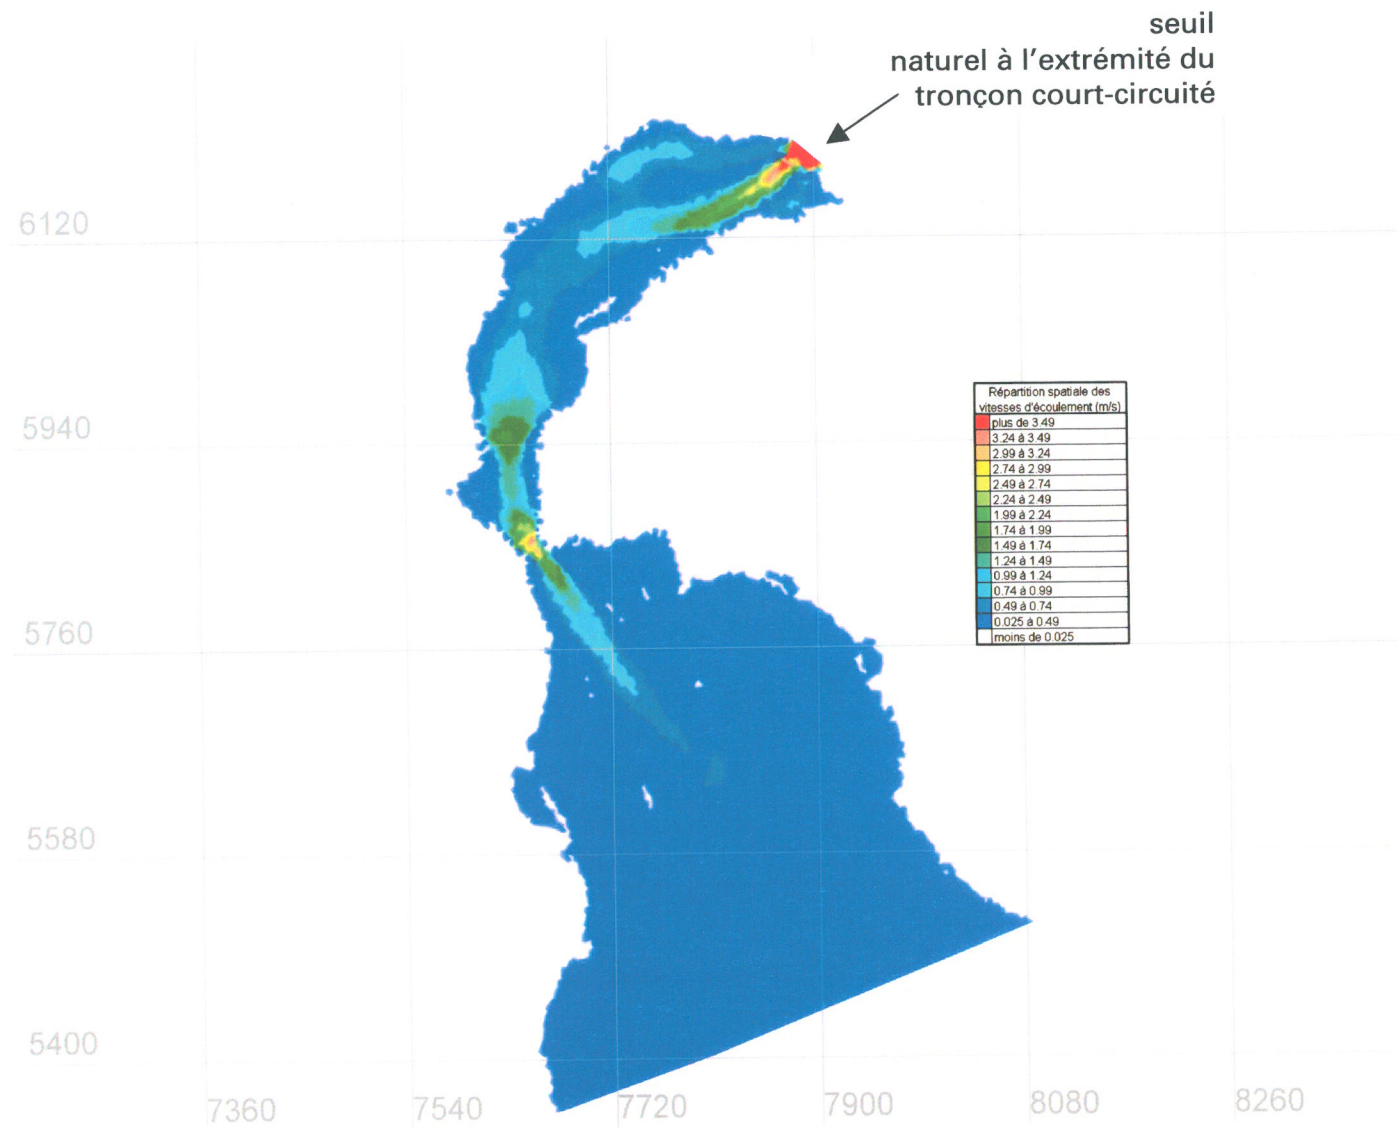 seuil
naturel à l'extrémité du
tronçon court-circuité
6120
5940
5760
5580
5400
Répartition spatiale des
vitesses d'écoulement (m/s)
plus de 3.49
3.24 à 3.49
2.99 à 3.24
2.74 à 2.99
2.49 à 2.74
2.24 à 2.49
1.99 à 2.24
1.74 à 1.99
1.49 à 1.74
1.24 à 1.49
0.99 à 1.24
0.74 à 0.99
0.49 à 0.74
0.025 à 0.49
moins de 0.025
7360
7540
7720
7900
8080
8260